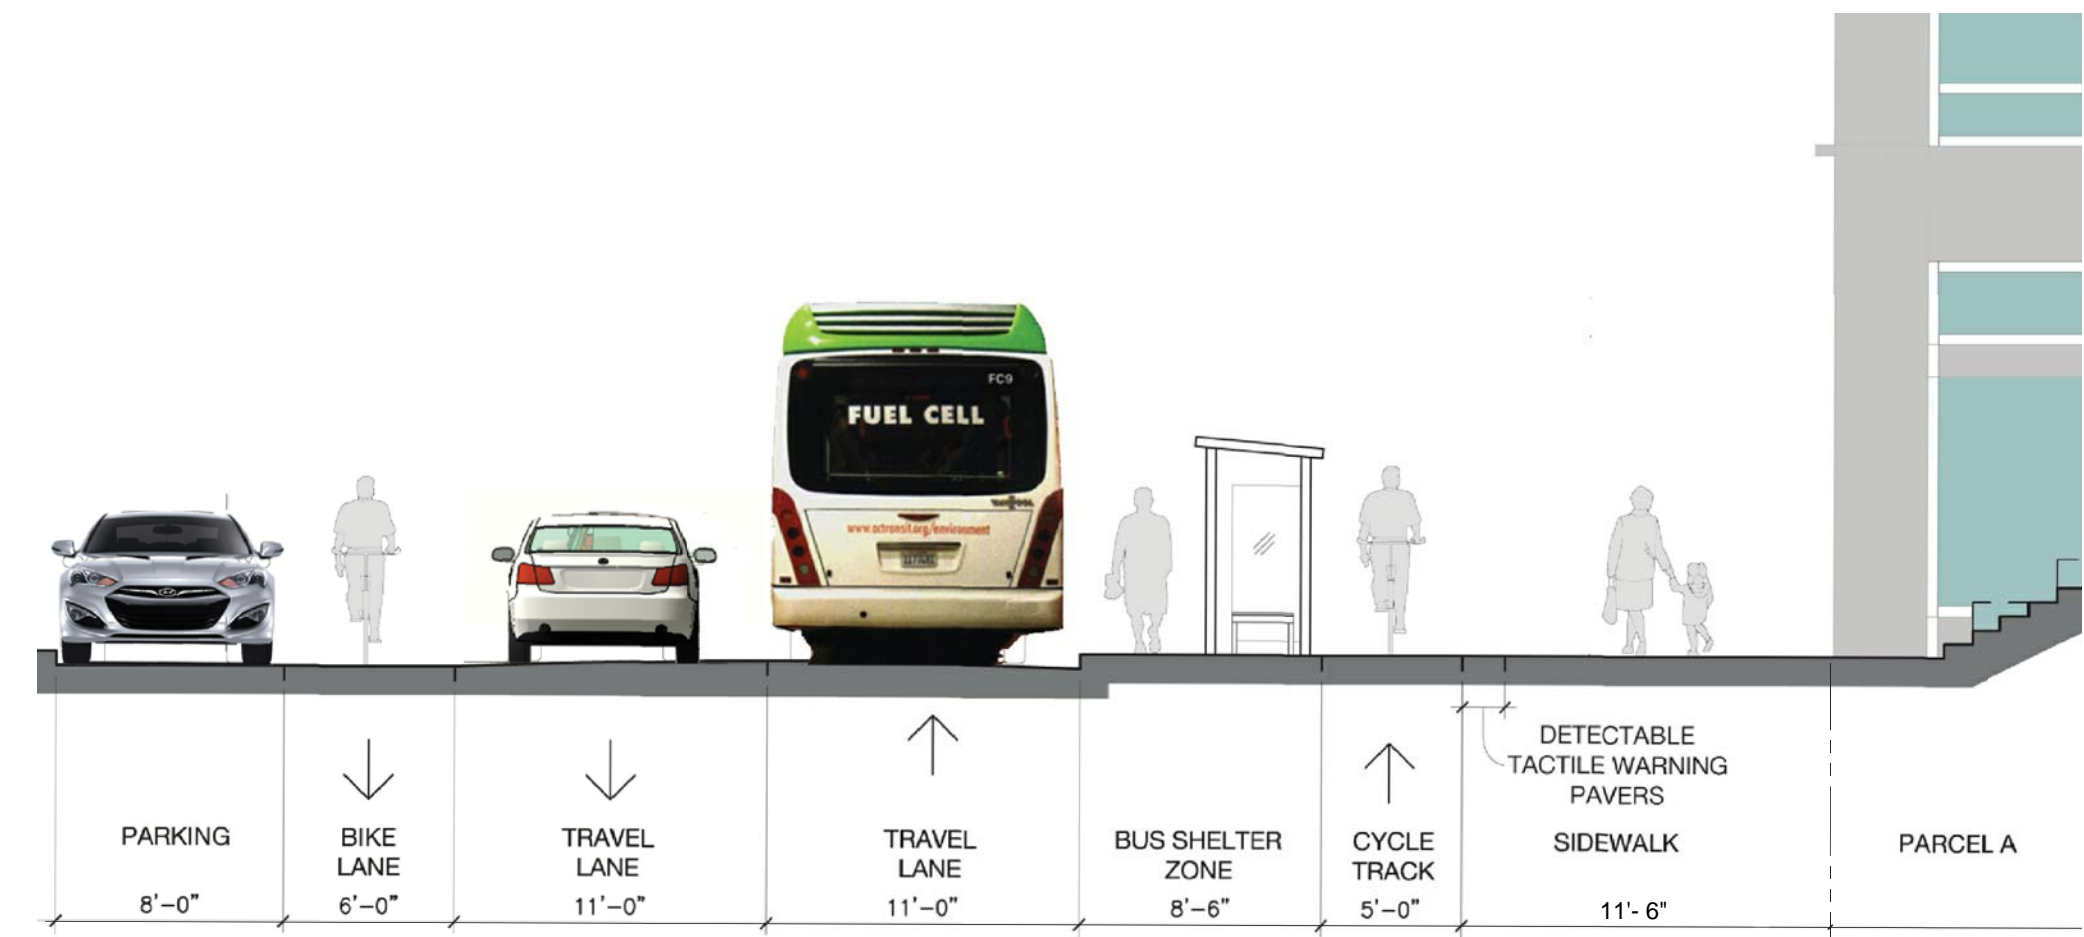 FC9
FUEL CELL
www.actransit.org/environment
DETECTABLE
TACTILE WARNING
PAVERS
PARKING
8'-0"
BIKE
LANE
6'-0"
TRAVEL
LANE
11'-0"
TRAVEL
LANE
11'-0"
BUS SHELTER
ZONE
8'-6"
CYCLE
TRACK
5'-0"
SIDEWALK
11'- 6"
PARCEL A